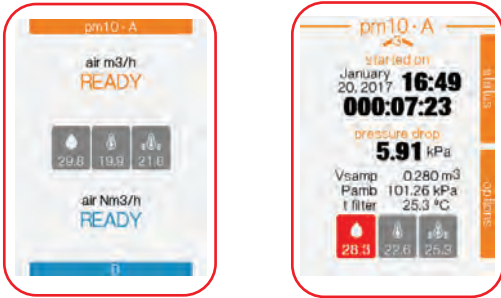 pm10 · A
air m3/h
READY
29.8 19.9 21.6
air Nm3/h
READY
B
pm10 · A
started on
January
20, 2017 16:49
000:07:23
pressure drop
5.91 kPa
Vsamp 0.280 m3
Pamb 101.26 kPa
t filter 25.3 °C
28.3 22.6 25.3
status
options